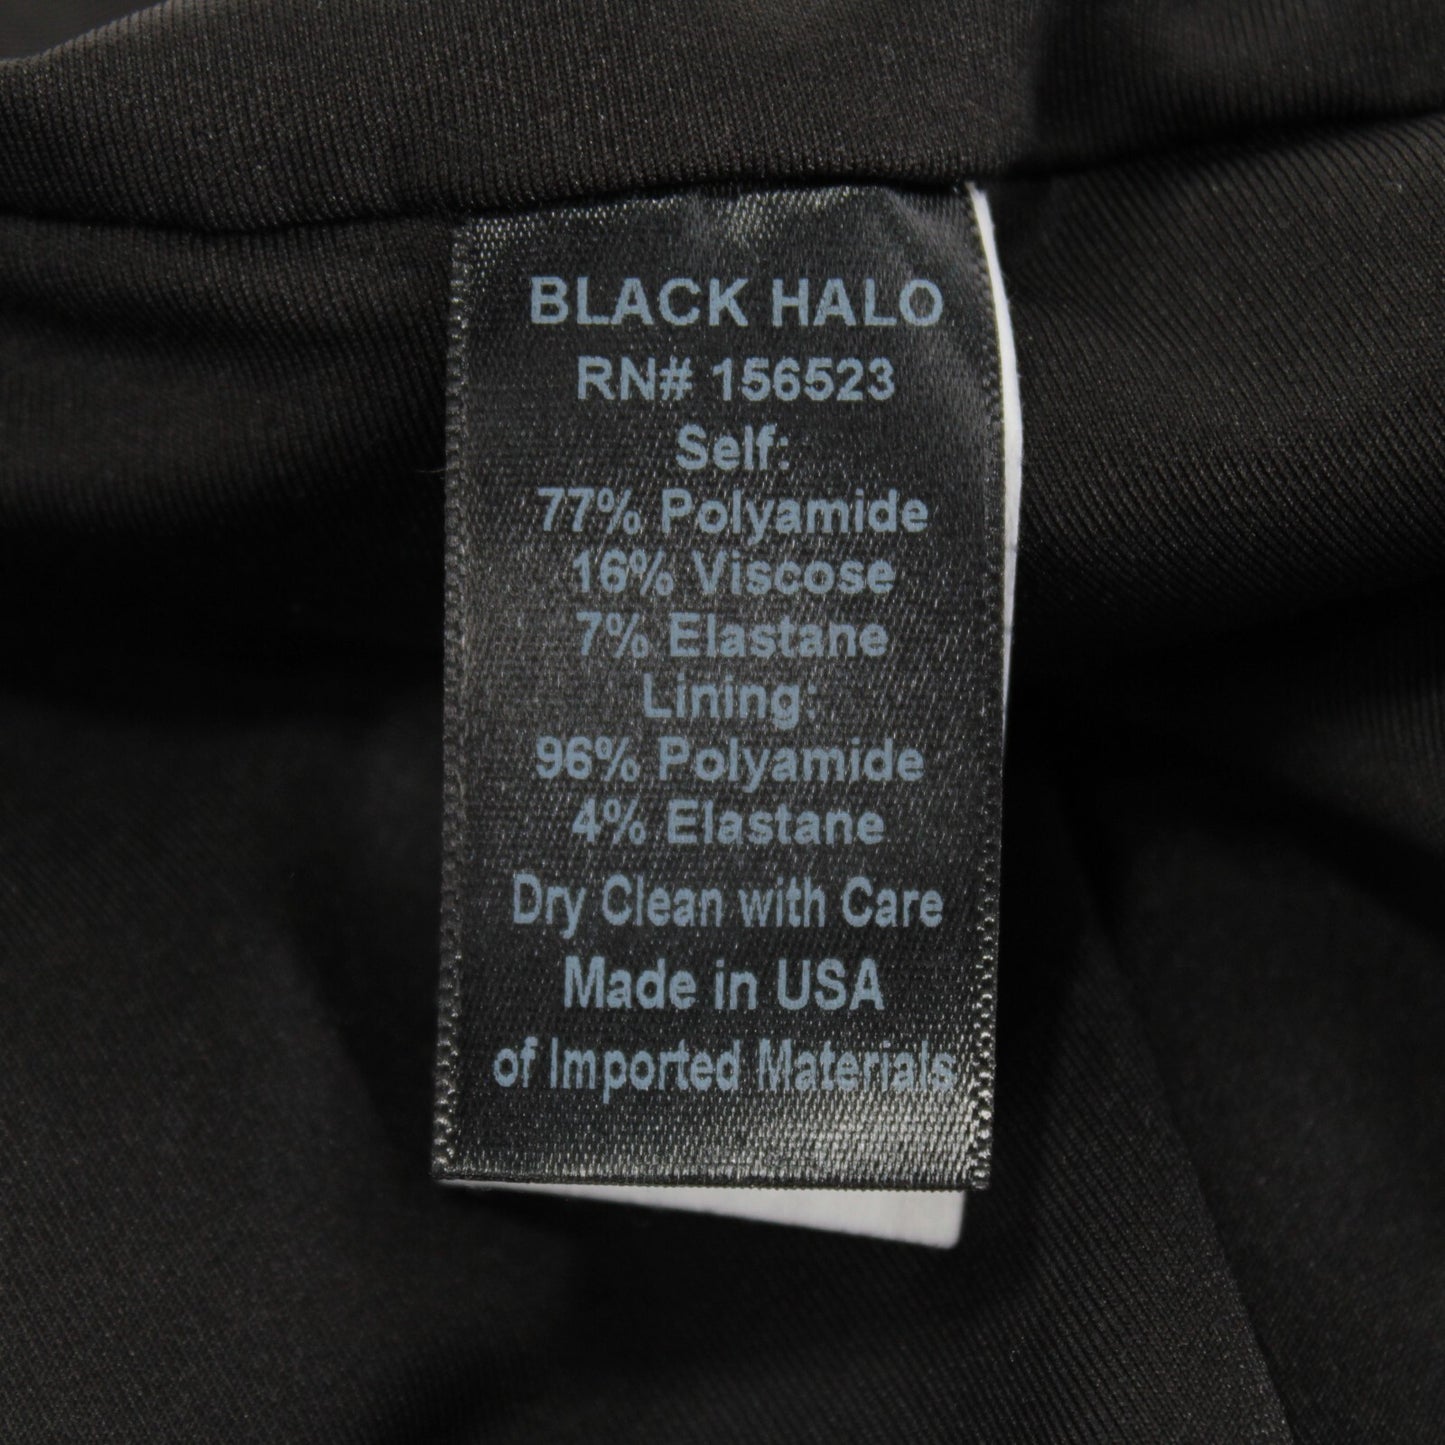 BLACK HALO
RN# 156523
Self:
77% Polyamide
16% Viscose
7% Elastane
Lining:
96% Polyamide
4% Elastane
Dry Clean with Care
Made in USA
of Imported Materials